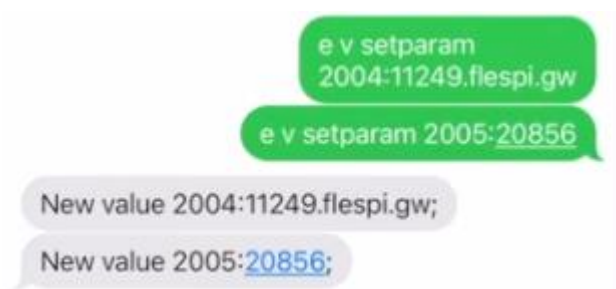 e v setparam
2004:11249.flespi.gw
e v setparam 2005:20856
New value 2004:11249.flespi.gw;
New value 2005:20856;